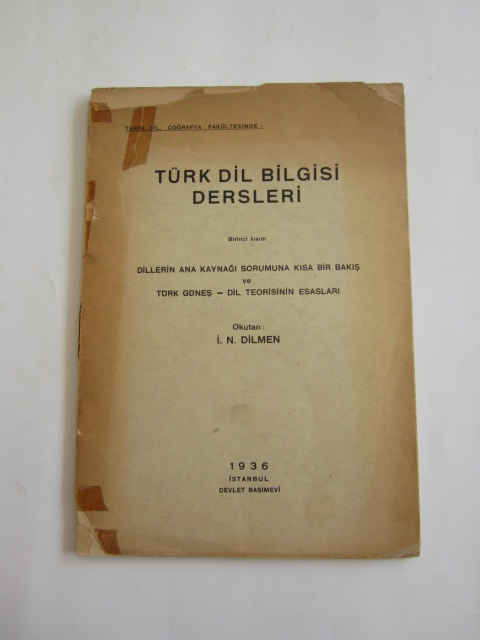 TARİH, DİL, COĞRAFYA FAKÜLTESİNDE -
TÜRK DİL BİLGİSİ
DERSLERİ
Birinci kısım
DİLLERİN ANA KAYNAĞI SORUMUNA KISA BİR BAKIŞ
ve
TÜRK GÜNEŞ - DİL TEORİSİNİN ESASLARI
Okutan :
İ. N. DİLMEN
1936
İSTANBUL
DEVLET BASIMEVİ